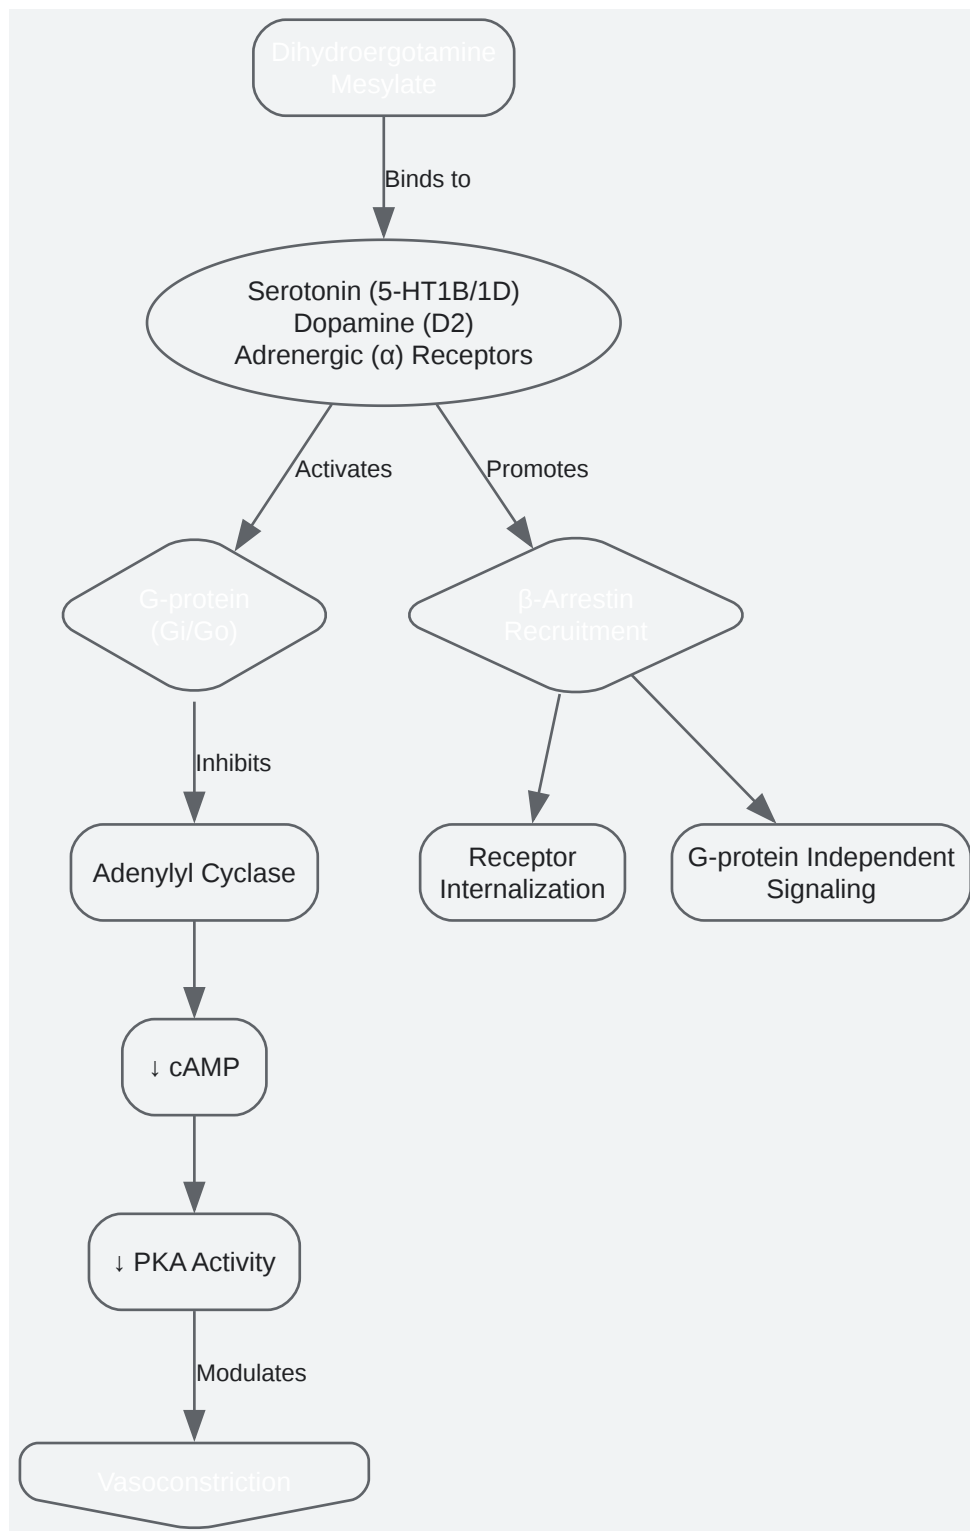 Dihydroergotamine
Mesylate
Binds to
Serotonin (5-HT1B/1D)
Dopamine (D2)
Adrenergic (α) Receptors
Activates
Promotes
G-protein
(Gi/Go)
β-Arrestin
Recruitment
Inhibits
Adenylyl Cyclase
Receptor
Internalization
G-protein Independent
Signaling
↓ cAMP
↓ PKA Activity
Modulates
Vasoconstriction